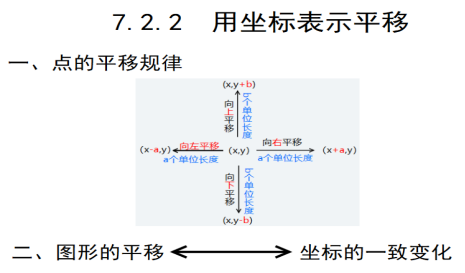 7.2.2 用坐标表示平移
一、点的平移规律
(x,y+b)
向上平移
b个单位长度
(x-a,y)
向左平移
a个单位长度
(x,y)
向右平移
a个单位长度
(x+a,y)
向下平移
b个单位长度
(x,y-b)
二、图形的平移 坐标的一致变化